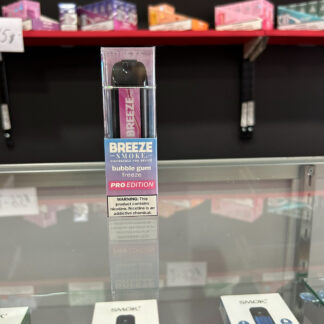 BREEZE
BREEZE
SMOKE
bubble gum
freeze
PRO EDITION
WARNING: This
product contains
nicotine. Nicotine is an
addictive chemical.
SMOK
SMOK